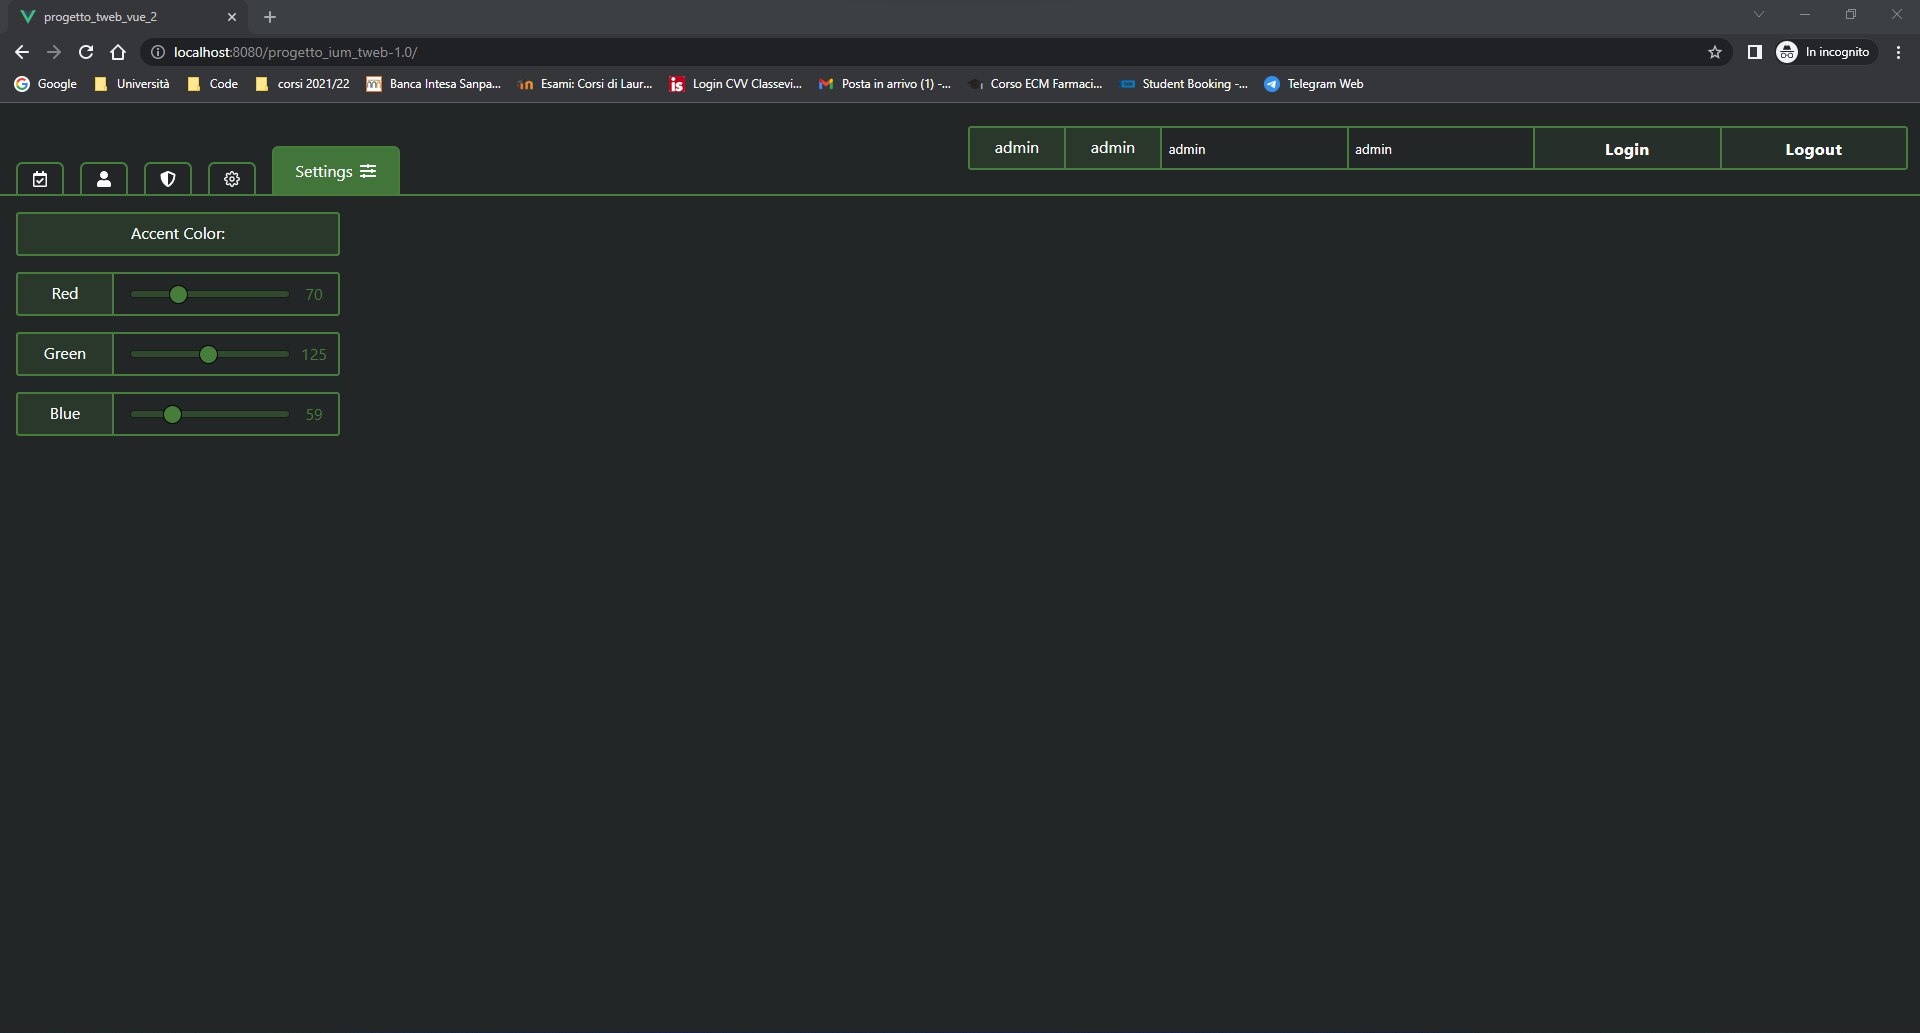 progetto_tweb_vue_2
localhost:8080/progetto_ium_tweb-1.0/
In incognito
Google Università Code corsi 2021/22 Banca Intesa Sanpa... Esami: Corsi di Laur... Login CVV Classevi... Posta in arrivo (1) -... Corso ECM Farmaci... Student Booking -... Telegram Web
admin admin admin admin Login Logout
Settings
Accent Color:
Red 70
Green 125
Blue 59